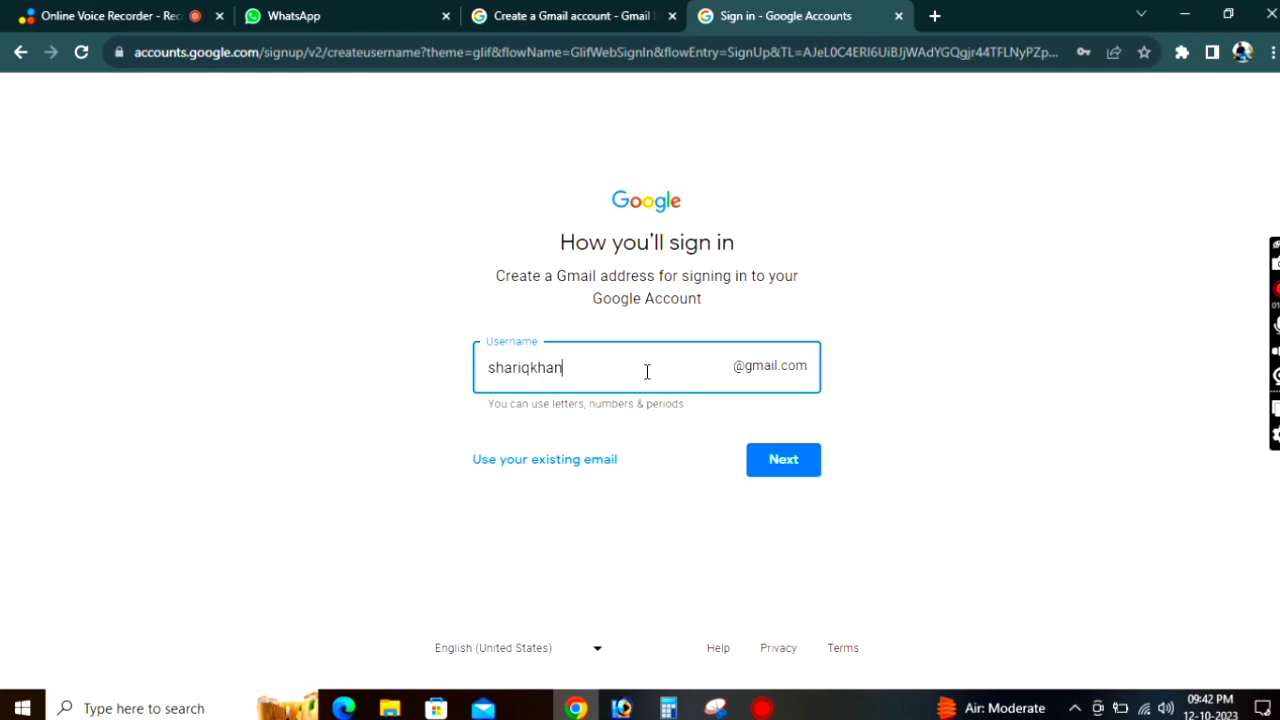 Online Voice Recorder - Rec
WhatsApp
Create a Gmail account - Gmail
Sign in - Google Accounts
accounts.google.com/signup/v2/createusername?theme=glif&flowName=GlifWebSignIn&flowEntry=SignUp&TL=AJeL0C4ERI6UiBJjWAdYGQgjr44TFLNyPZp...
Google
How you'll sign in
Create a Gmail address for signing in to your
Google Account
Username
shariqkhan
@gmail.com
You can use letters, numbers & periods
Use your existing email
Next
English (United States)
Help
Privacy
Terms
Type here to search
Air: Moderate
09:42 PM
12-10-2023